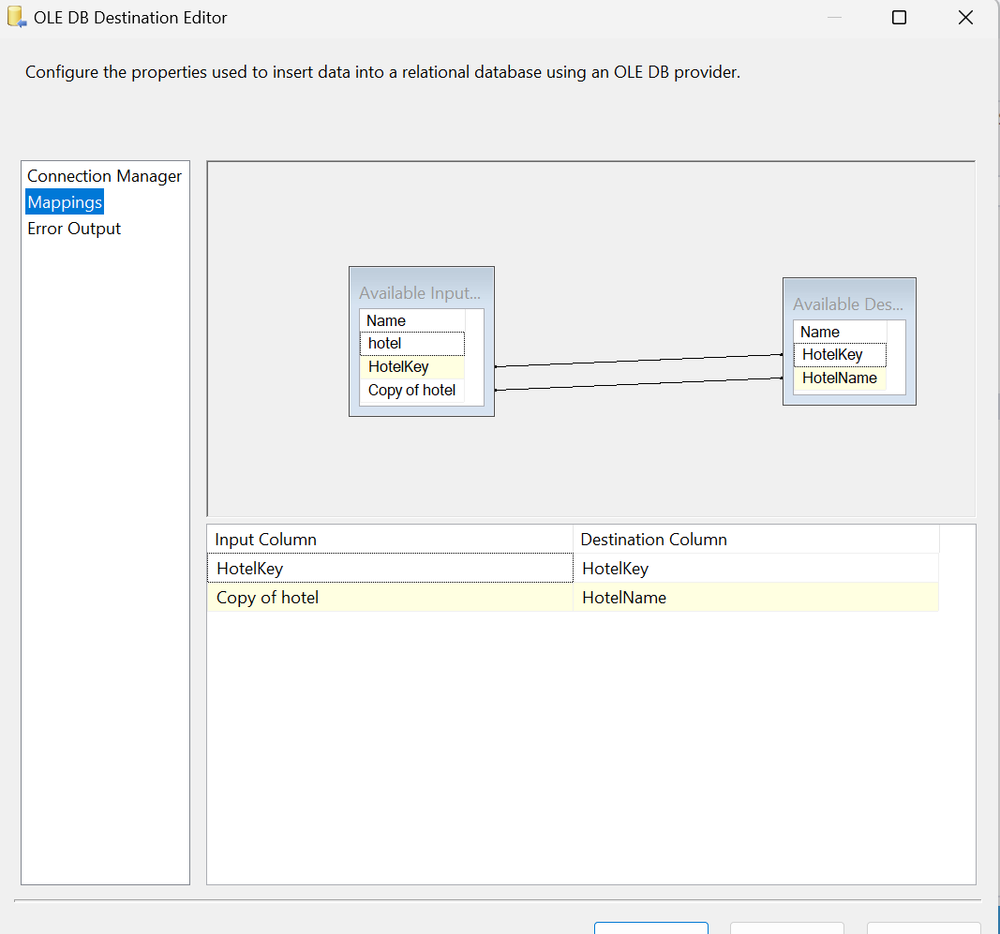 OLE DB Destination Editor
Configure the properties used to insert data into a relational database using an OLE DB provider.
Connection Manager
Mappings
Error Output
Available Input...
Name
hotel
HotelKey
Copy of hotel
Available Des...
Name
HotelKey
HotelName
Input Column Destination Column
HotelKey HotelKey
Copy of hotel HotelName